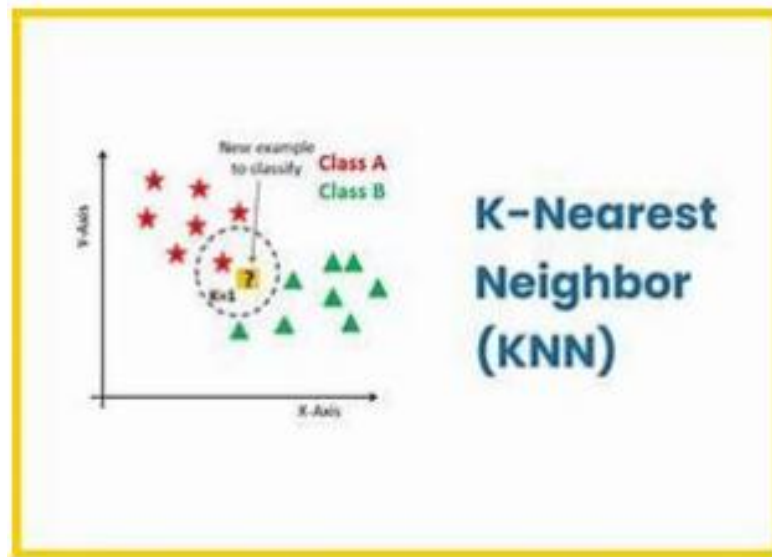 New example
to classify
Class A
Class B
Y-Axis
?
K=1
X-Axis
K-Nearest
Neighbor
(KNN)